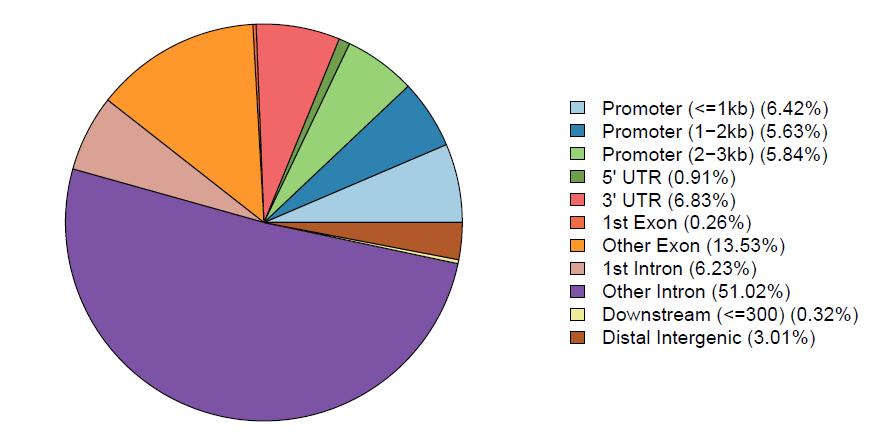 Promoter (<=1kb) (6.42%)
Promoter (1−2kb) (5.63%)
Promoter (2−3kb) (5.84%)
5' UTR (0.91%)
3' UTR (6.83%)
1st Exon (0.26%)
Other Exon (13.53%)
1st Intron (6.23%)
Other Intron (51.02%)
Downstream (<=300) (0.32%)
Distal Intergenic (3.01%)